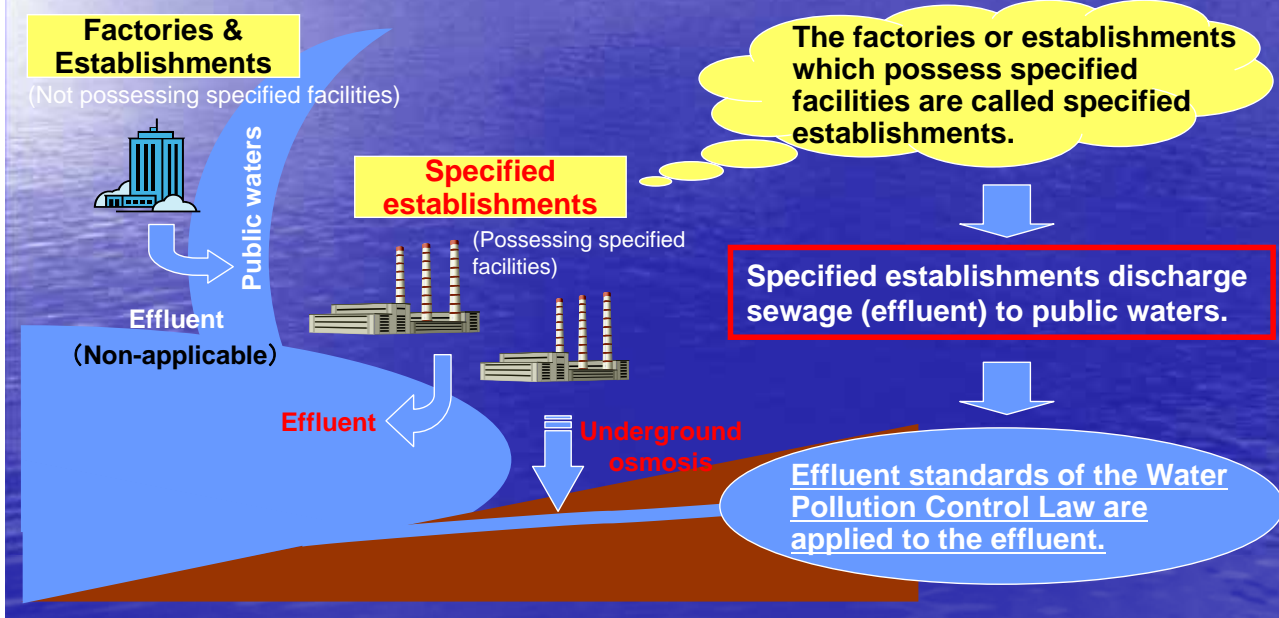 Factories &
Establishments
(Not possessing specified facilities)
Public waters
Effluent
（Non-applicable）
Specified
establishments
(Possessing specified
facilities)
Effluent
Underground
osmosis
The factories or establishments
which possess specified
facilities are called specified
establishments.
Specified establishments discharge
sewage (effluent) to public waters.
Effluent standards of the Water
Pollution Control Law are
applied to the effluent.